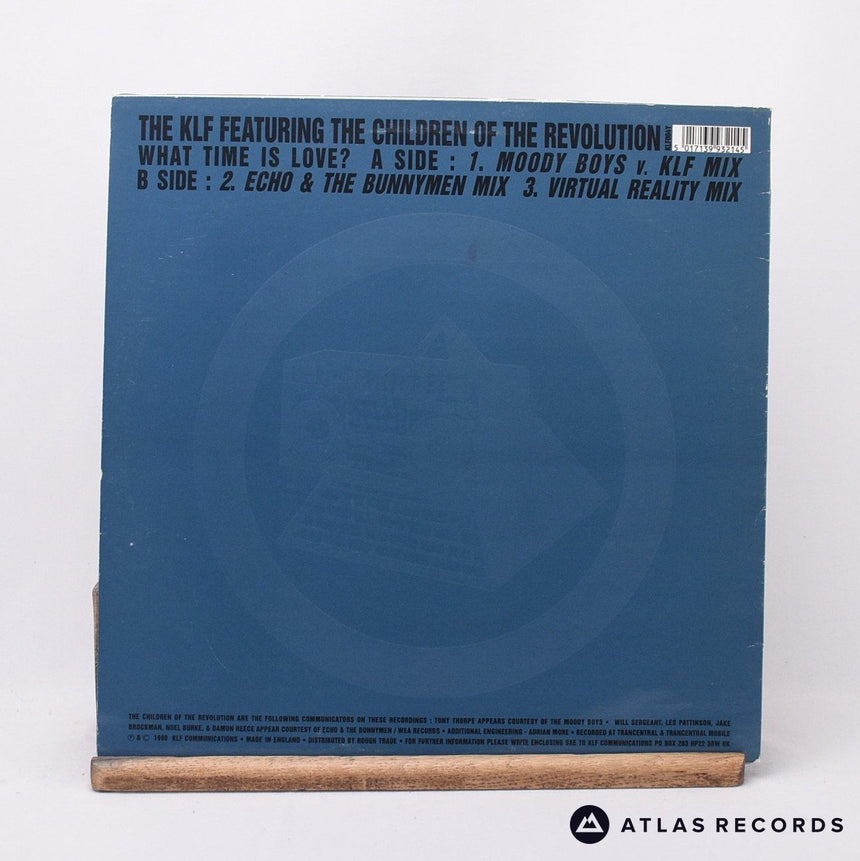 THE KLF FEATURING THE CHILDREN OF THE REVOLUTION
KLF004Y
5 017139 932145
WHAT TIME IS LOVE? A SIDE : 1. MOODY BOYS v. KLF MIX
B SIDE : 2. ECHO & THE BUNNYMEN MIX 3. VIRTUAL REALITY MIX
THE CHILDREN OF THE REVOLUTION ARE THE FOLLOWING COMMUNICATORS ON THESE RECORDINGS : TONY THORPE APPEARS COURTESY OF THE MOODY BOYS • WILL SERGEANT, LES PATTINSON, JAKE
BROCKMAN, NOEL BURKE, & DAMON REECE APPEAR COURTESY OF ECHO & THE BUNNYMEN / WEA RECORDS • ADDITIONAL ENGINEERING - ADRIAN MOKE • RECORDED AT TRANCENTRAL & TRANCENTRAL MOBILE
Ⓟ & © 1990 KLF COMMUNICATIONS • MADE IN ENGLAND • DISTRIBUTED BY ROUGH TRADE • FOR FURTHER INFORMATION PLEASE WRITE ENCLOSING SAE TO KLF COMMUNICATIONS PO BOX 283 HP22 5BW UK
ATLAS RECORDS